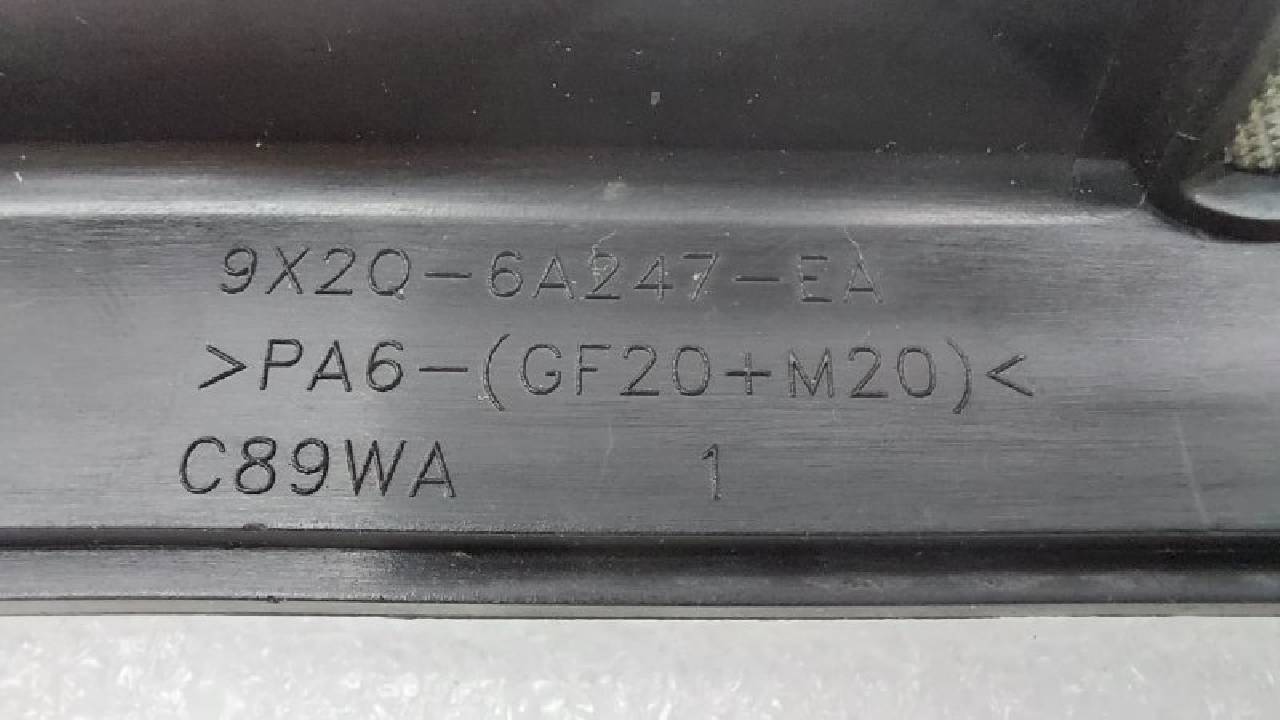 9X2Q-6A247-EA
>PA6-(GF20+M20)<
C89WA 1